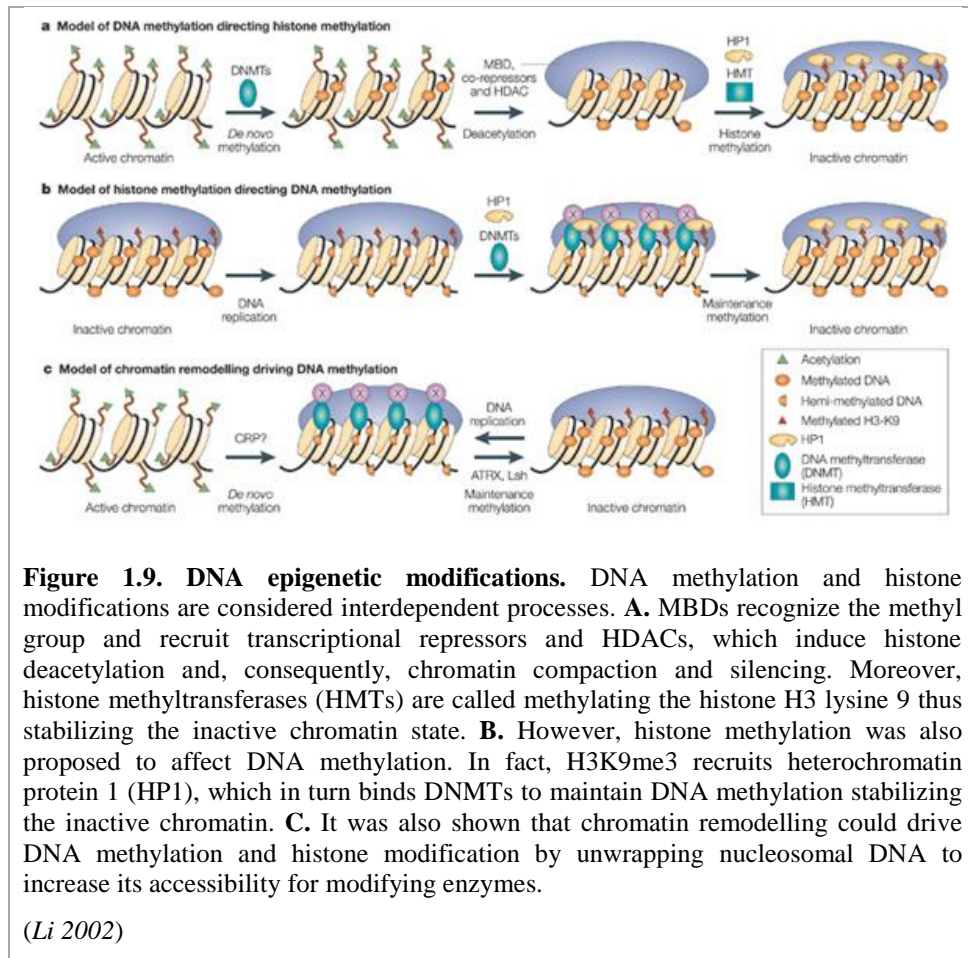 a Model of DNA methylation directing histone methylation
DNMTs
De novo
methylation
Active chromatin
MBD,
co-repressors
and HDAC
Deacetylation
HP1
HMT
Histone
methylation
Inactive chromatin
b Model of histone methylation directing DNA methylation
Inactive chromatin
DNA
replication
HP1
DNMTs
X X X X
Maintenance
methylation
Inactive chromatin
c Model of chromatin remodelling driving DNA methylation
Active chromatin
CRP?
De novo
methylation
X X X X
DNA
replication
ATRX, Lsh
Maintenance
methylation
Inactive chromatin
Acetylation
Methylated DNA
Hemi-methylated DNA
Methylated H3-K9
HP1
DNA methyltransferase
(DNMT)
Histone methyltransferase
(HMT)
Figure 1.9. DNA epigenetic modifications. DNA methylation and histone
modifications are considered interdependent processes. A. MBDs recognize the methyl
group and recruit transcriptional repressors and HDACs, which induce histone
deacetylation and, consequently, chromatin compaction and silencing. Moreover,
histone methyltransferases (HMTs) are called methylating the histone H3 lysine 9 thus
stabilizing the inactive chromatin state. B. However, histone methylation was also
proposed to affect DNA methylation. In fact, H3K9me3 recruits heterochromatin
protein 1 (HP1), which in turn binds DNMTs to maintain DNA methylation stabilizing
the inactive chromatin. C. It was also shown that chromatin remodelling could drive
DNA methylation and histone modification by unwrapping nucleosomal DNA to
increase its accessibility for modifying enzymes.
(Li 2002)